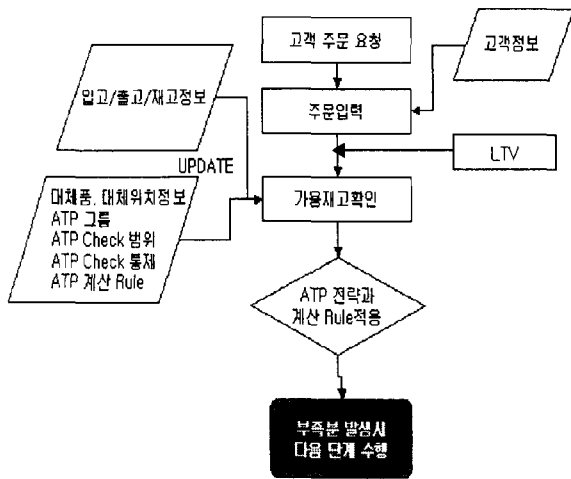 고객 주문 요청
고객정보
입고/출고/재고정보
주문입력
LTV
UPDATE
대체품, 대체위치정보
ATP 그룹
ATP Check 범위
ATP Check 통제
ATP 계산 Rule
가용재고확인
ATP 전략과
계산 Rule적용
부족분 발생시
다음 단계 수행